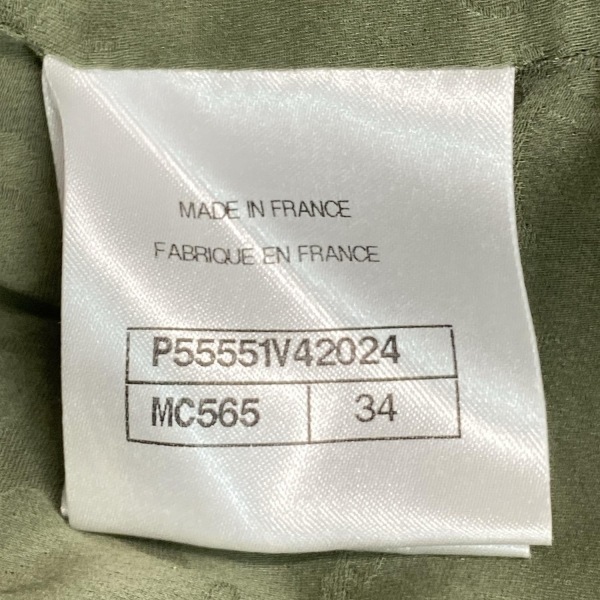 MADE IN FRANCE
FABRIQUE EN FRANCE
P55551V42024
MC565 34